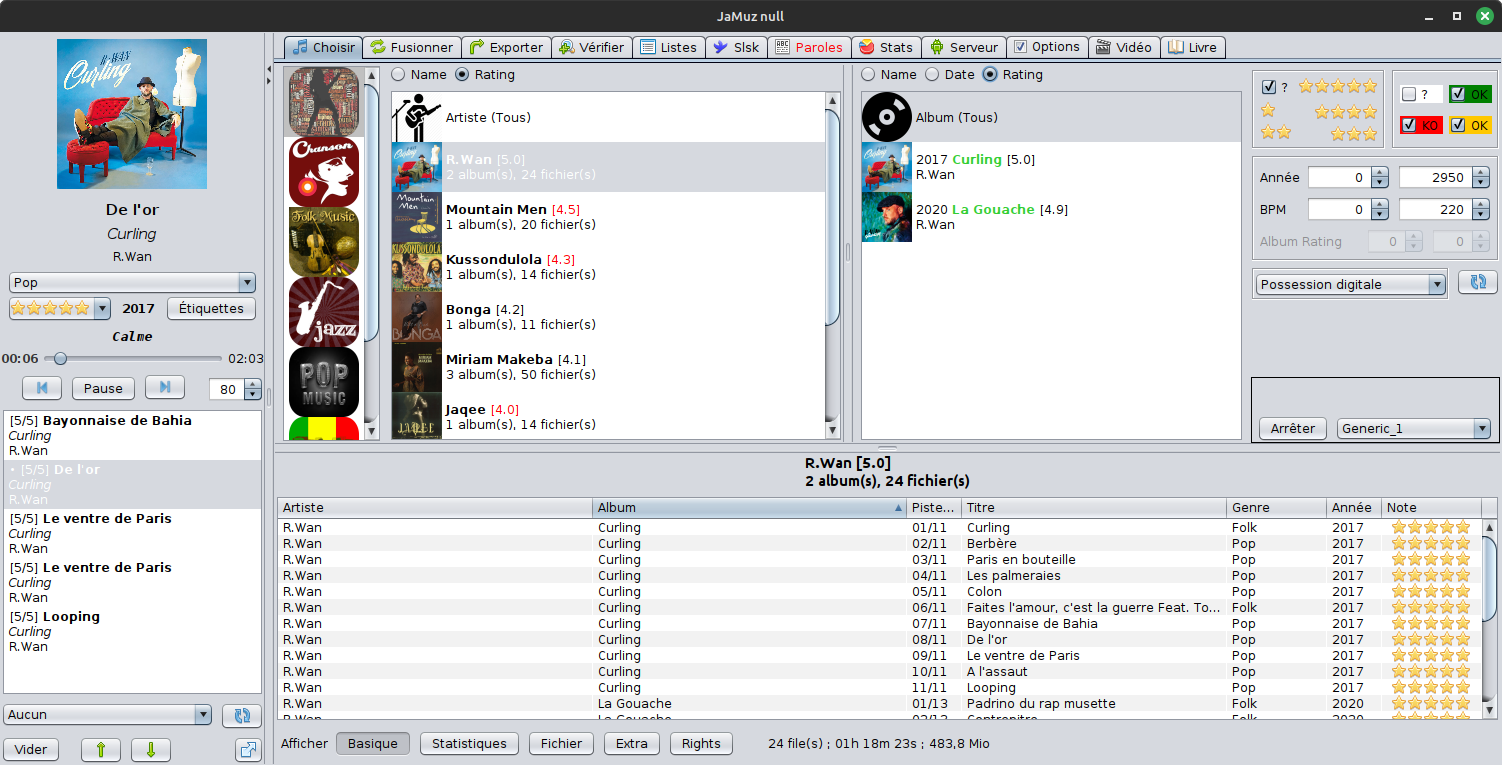 JaMuz null
R-WAN
Curling
De l'or
Curling
R.Wan
Pop
2017
Étiquettes
Calme
00:06
02:03
Pause
80
[5/5] Bayonnaise de Bahia
Curling
R.Wan
• [5/5] De l'or
Curling
R.Wan
[5/5] Le ventre de Paris
Curling
R.Wan
[5/5] Le ventre de Paris
Curling
R.Wan
[5/5] Looping
Curling
R.Wan
Aucun
Vider
Choisir
Fusionner
Exporter
Vérifier
Listes
Slsk
Paroles
Stats
Serveur
Options
Vidéo
Livre
Chanson
Folk Music
jazz
POP
MUSIC
Name
Rating
Artiste (Tous)
R.Wan [5.0]
2 album(s), 24 fichier(s)
Mountain Men [4.5]
1 album(s), 20 fichier(s)
Kussondulola [4.3]
1 album(s), 14 fichier(s)
Bonga [4.2]
1 album(s), 11 fichier(s)
Miriam Makeba [4.1]
3 album(s), 50 fichier(s)
Jaqee [4.0]
1 album(s), 14 fichier(s)
Name
Date
Rating
Album (Tous)
2017 Curling [5.0]
R.Wan
2020 La Gouache [4.9]
R.Wan
?
?
OK
KO
OK
Année
0
2950
BPM
0
220
Album Rating
0
0
Possession digitale
Arrêter
Generic_1
R.Wan [5.0]
2 album(s), 24 fichier(s)
Artiste Album Piste... Titre Genre Année Note
R.Wan Curling 01/11 Curling Folk 2017
R.Wan Curling 02/11 Berbère Pop 2017
R.Wan Curling 03/11 Paris en bouteille Pop 2017
R.Wan Curling 04/11 Les palmeraies Pop 2017
R.Wan Curling 05/11 Colon Pop 2017
R.Wan Curling 06/11 Faites l'amour, c'est la guerre Feat. To... Folk 2017
R.Wan Curling 07/11 Bayonnaise de Bahia Pop 2017
R.Wan Curling 08/11 De l'or Pop 2017
R.Wan Curling 09/11 Le ventre de Paris Pop 2017
R.Wan Curling 10/11 A l'assaut Pop 2017
R.Wan Curling 11/11 Looping Pop 2017
R.Wan La Gouache 01/13 Padrino du rap musette Folk 2020
R.Wan La Gouache 02/13 Contrepitre Folk 2020
Afficher
Basique
Statistiques
Fichier
Extra
Rights
24 file(s) ; 01h 18m 23s ; 483,8 Mio